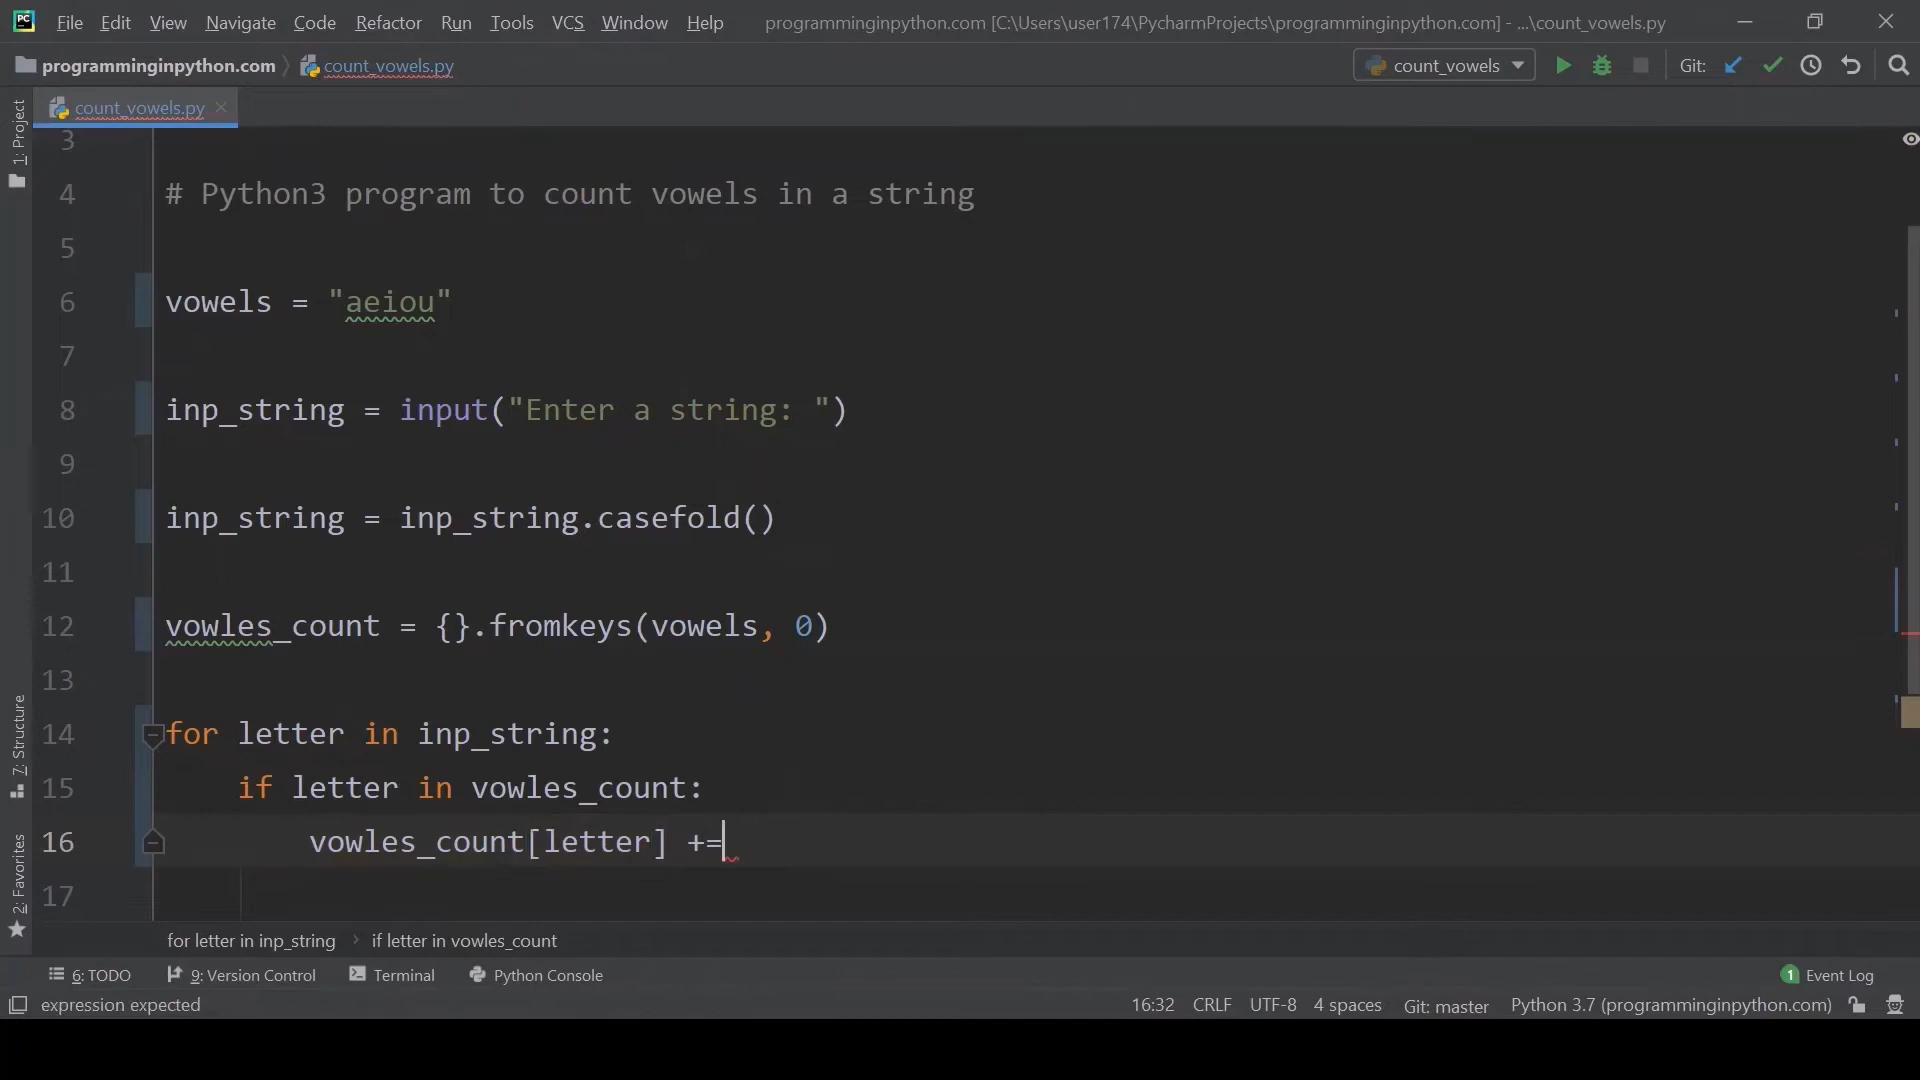 PC File Edit View Navigate Code Refactor Run Tools VCS Window Help programminginpython.com [C:\Users\user174\PycharmProjects\programminginpython.com] - ...\count_vowels.py
programminginpython.com count_vowels.py count_vowels Git:
count_vowels.py
1: Project
3
4 # Python3 program to count vowels in a string
5
6 vowels = "aeiou"
7
8 inp_string = input("Enter a string: ")
9
10 inp_string = inp_string.casefold()
11
12 vowles_count = {}.fromkeys(vowels, 0)
13
14 for letter in inp_string:
15 if letter in vowles_count:
16 vowles_count[letter] +=
17
7: Structure
2: Favorites
for letter in inp_string if letter in vowles_count
6: TODO 9: Version Control Terminal Python Console 1 Event Log
expression expected 16:32 CRLF UTF-8 4 spaces Git: master Python 3.7 (programminginpython.com)